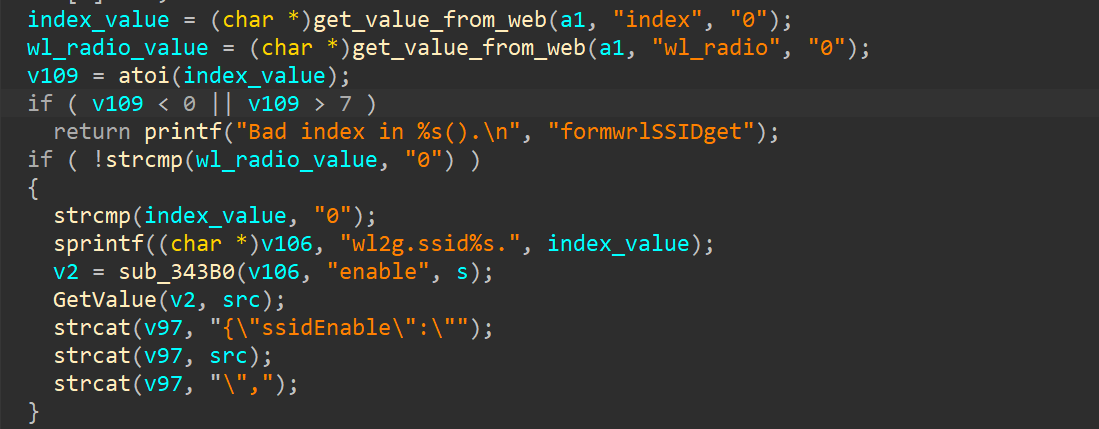 index_value = (char *)get_value_from_web(a1, "index", "0");
wl_radio_value = (char *)get_value_from_web(a1, "wl_radio", "0");
v109 = atoi(index_value);
if ( v109 < 0 || v109 > 7 )
  return printf("Bad index in %s().\n", "formwrlSSIDget");
if ( !strcmp(wl_radio_value, "0") )
{
  strcmp(index_value, "0");
  sprintf((char *)v106, "wl2g.ssid%s.", index_value);
  v2 = sub_343B0(v106, "enable", s);
  GetValue(v2, src);
  strcat(v97, "{\"ssidEnable\":\"");
  strcat(v97, src);
  strcat(v97, "\",");
}